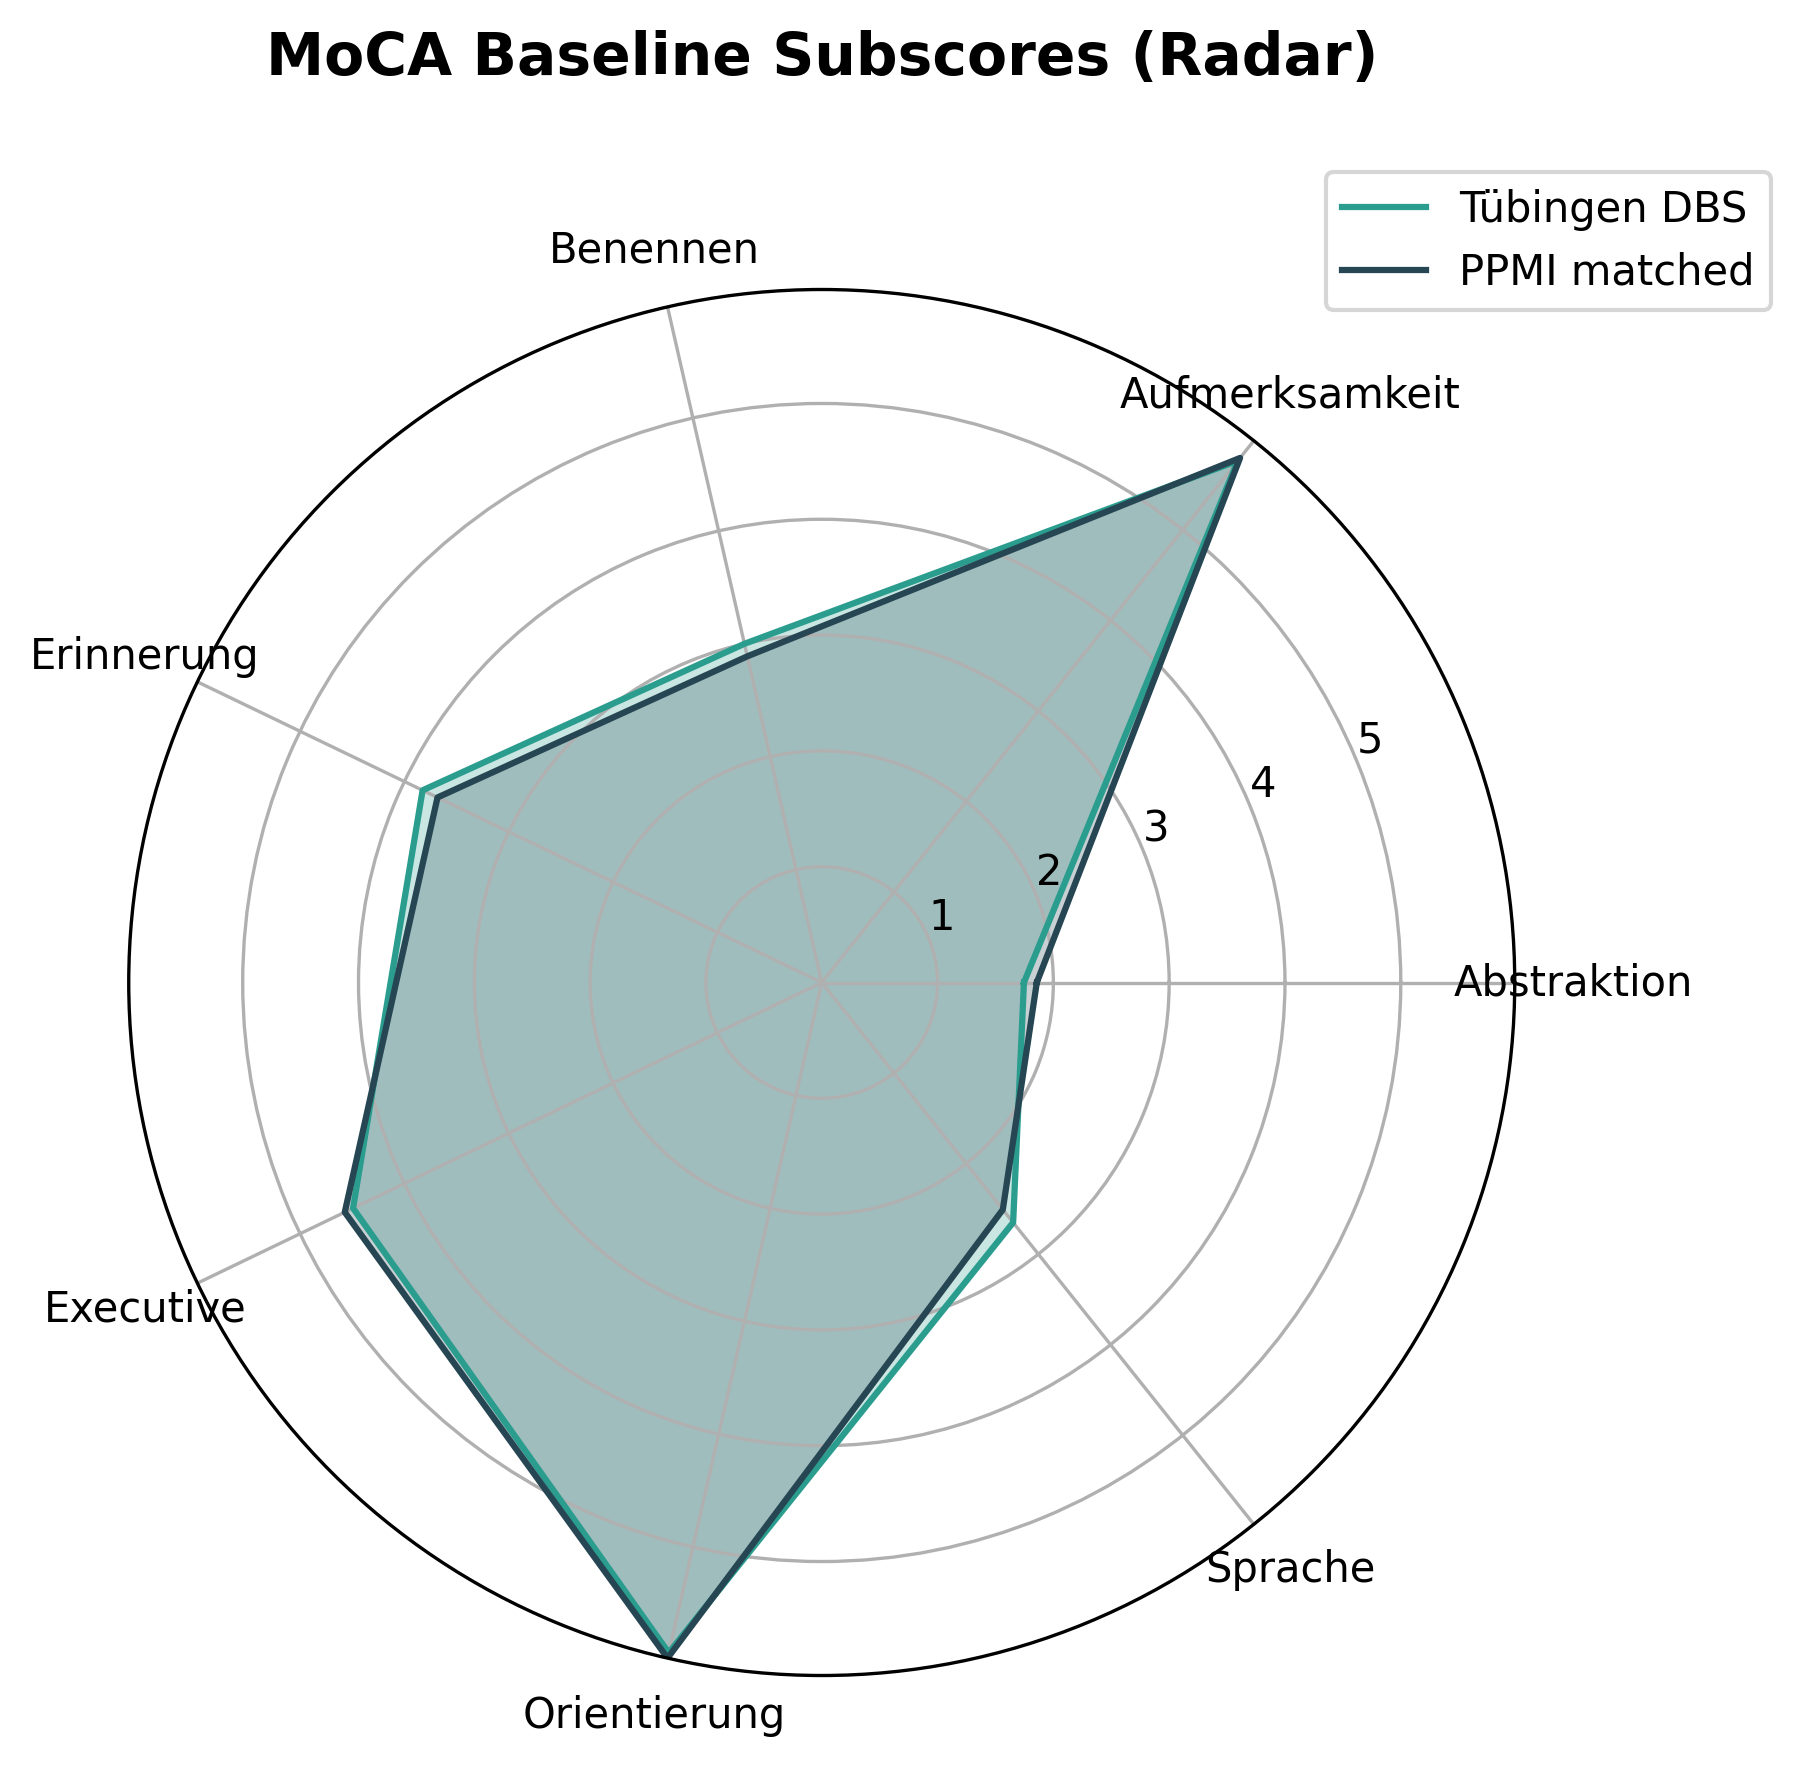 MoCA Baseline Subscores (Radar)
Tübingen DBS
PPMI matched
Benennen
Aufmerksamkeit
Erinnerung
5
4
3
2
1
Abstraktion
Executive
Sprache
Orientierung